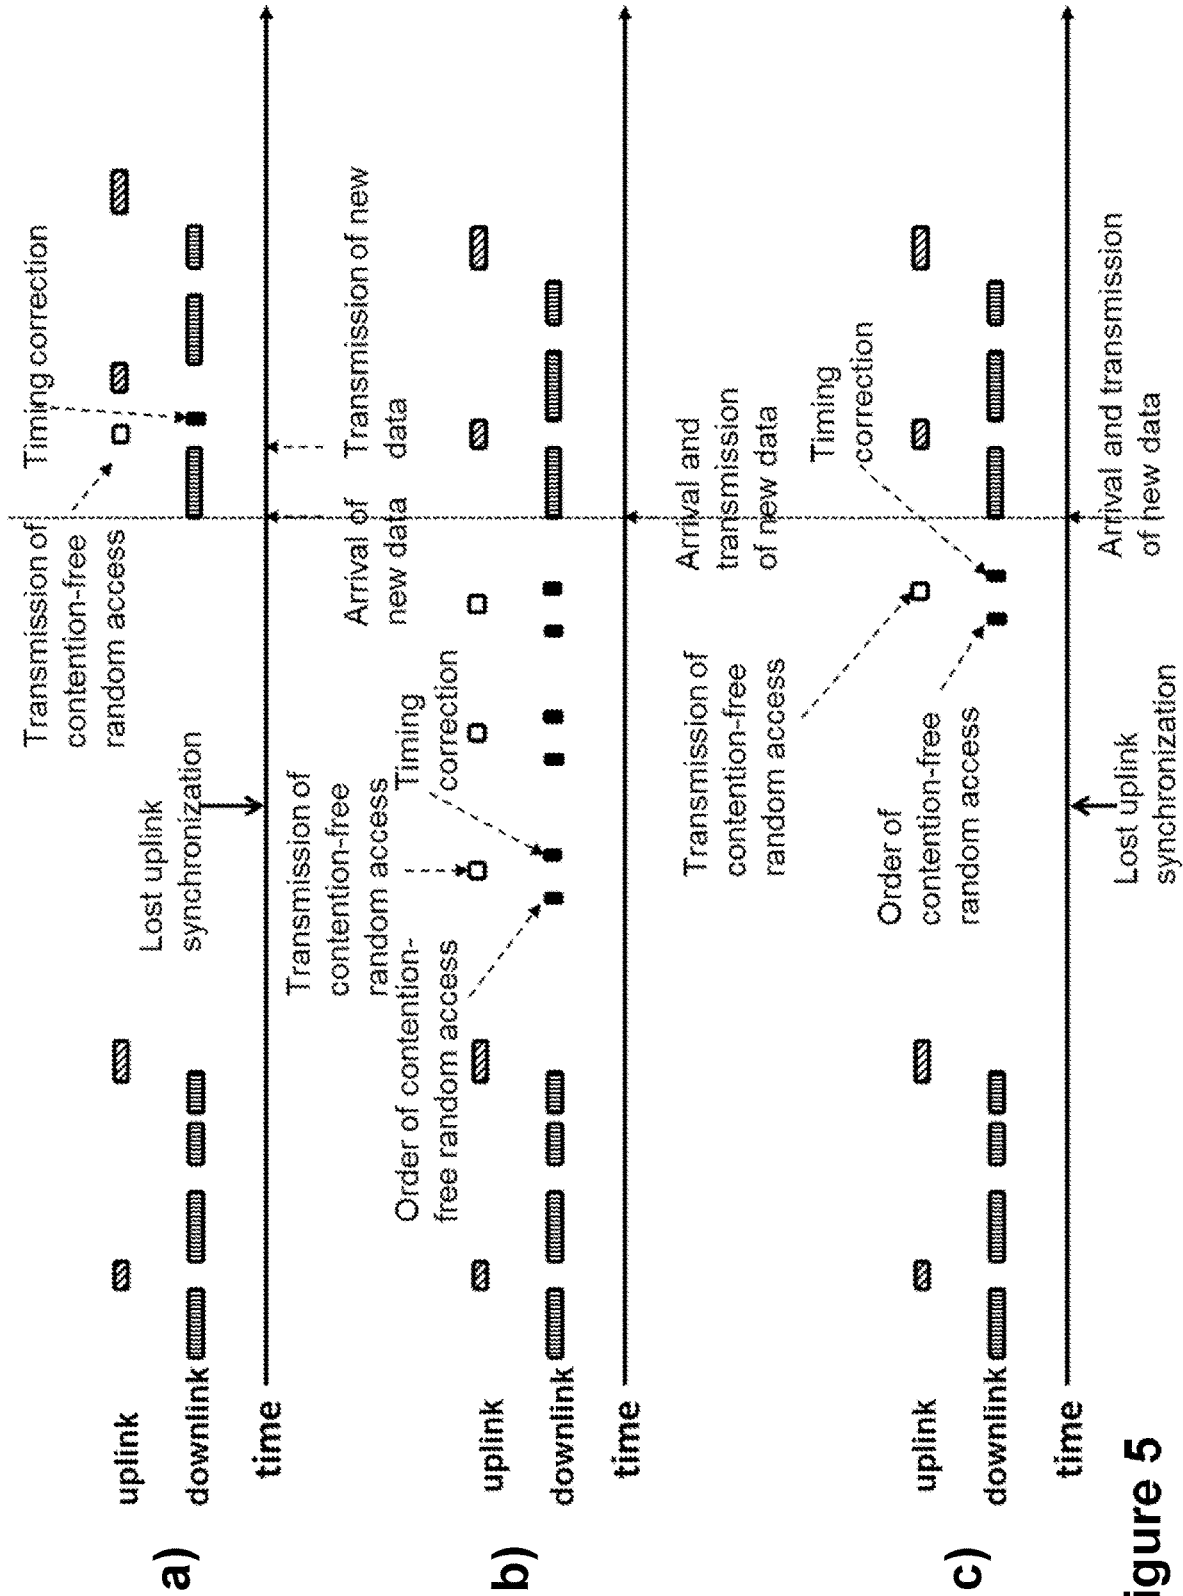 a)
uplink
downlink
time
Lost uplink
synchronization
Transmission of
contention-free
random access
Timing correction
Arrival of
new data
Transmission of new
data
b)
uplink
downlink
time
Order of contention-
free random access
Transmission of
contention-free
random access
Timing
correction
Arrival and
transmission
of new data
c)
uplink
downlink
time
Order of
contention-free
random access
Transmission of
contention-free
random access
Timing
correction
Lost uplink
synchronization
Arrival and transmission
of new data
igure 5